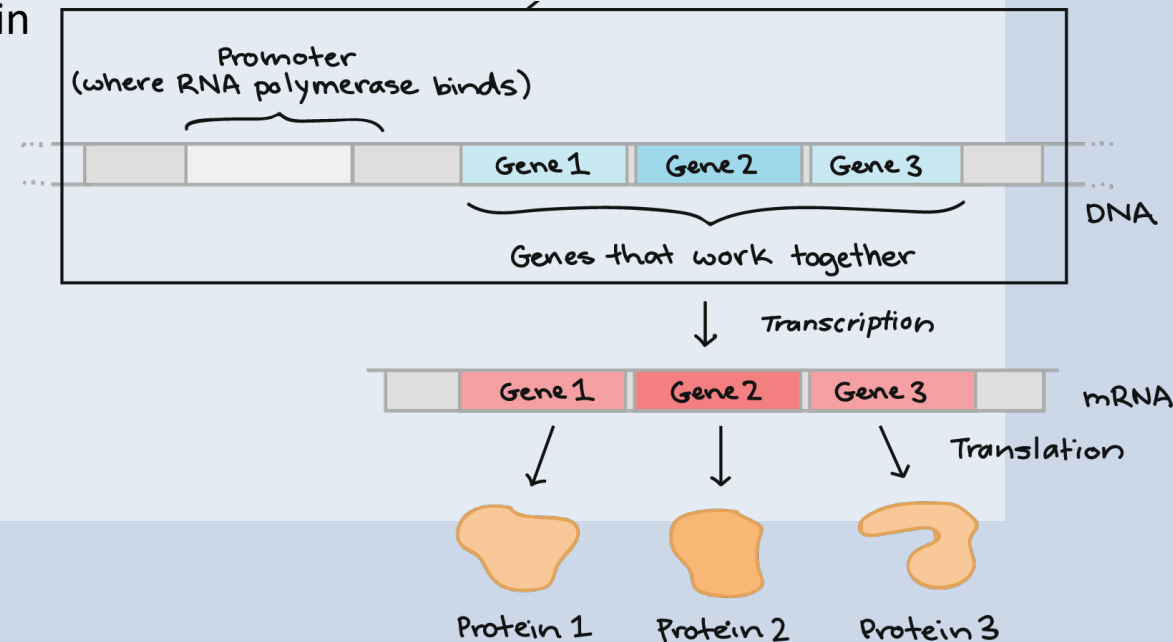 in
Promoter
(where RNA polymerase binds)
Gene 1 Gene 2 Gene 3
DNA
Genes that work together
Transcription
Gene 1 Gene 2 Gene 3
mRNA
Translation
Protein 1 Protein 2 Protein 3